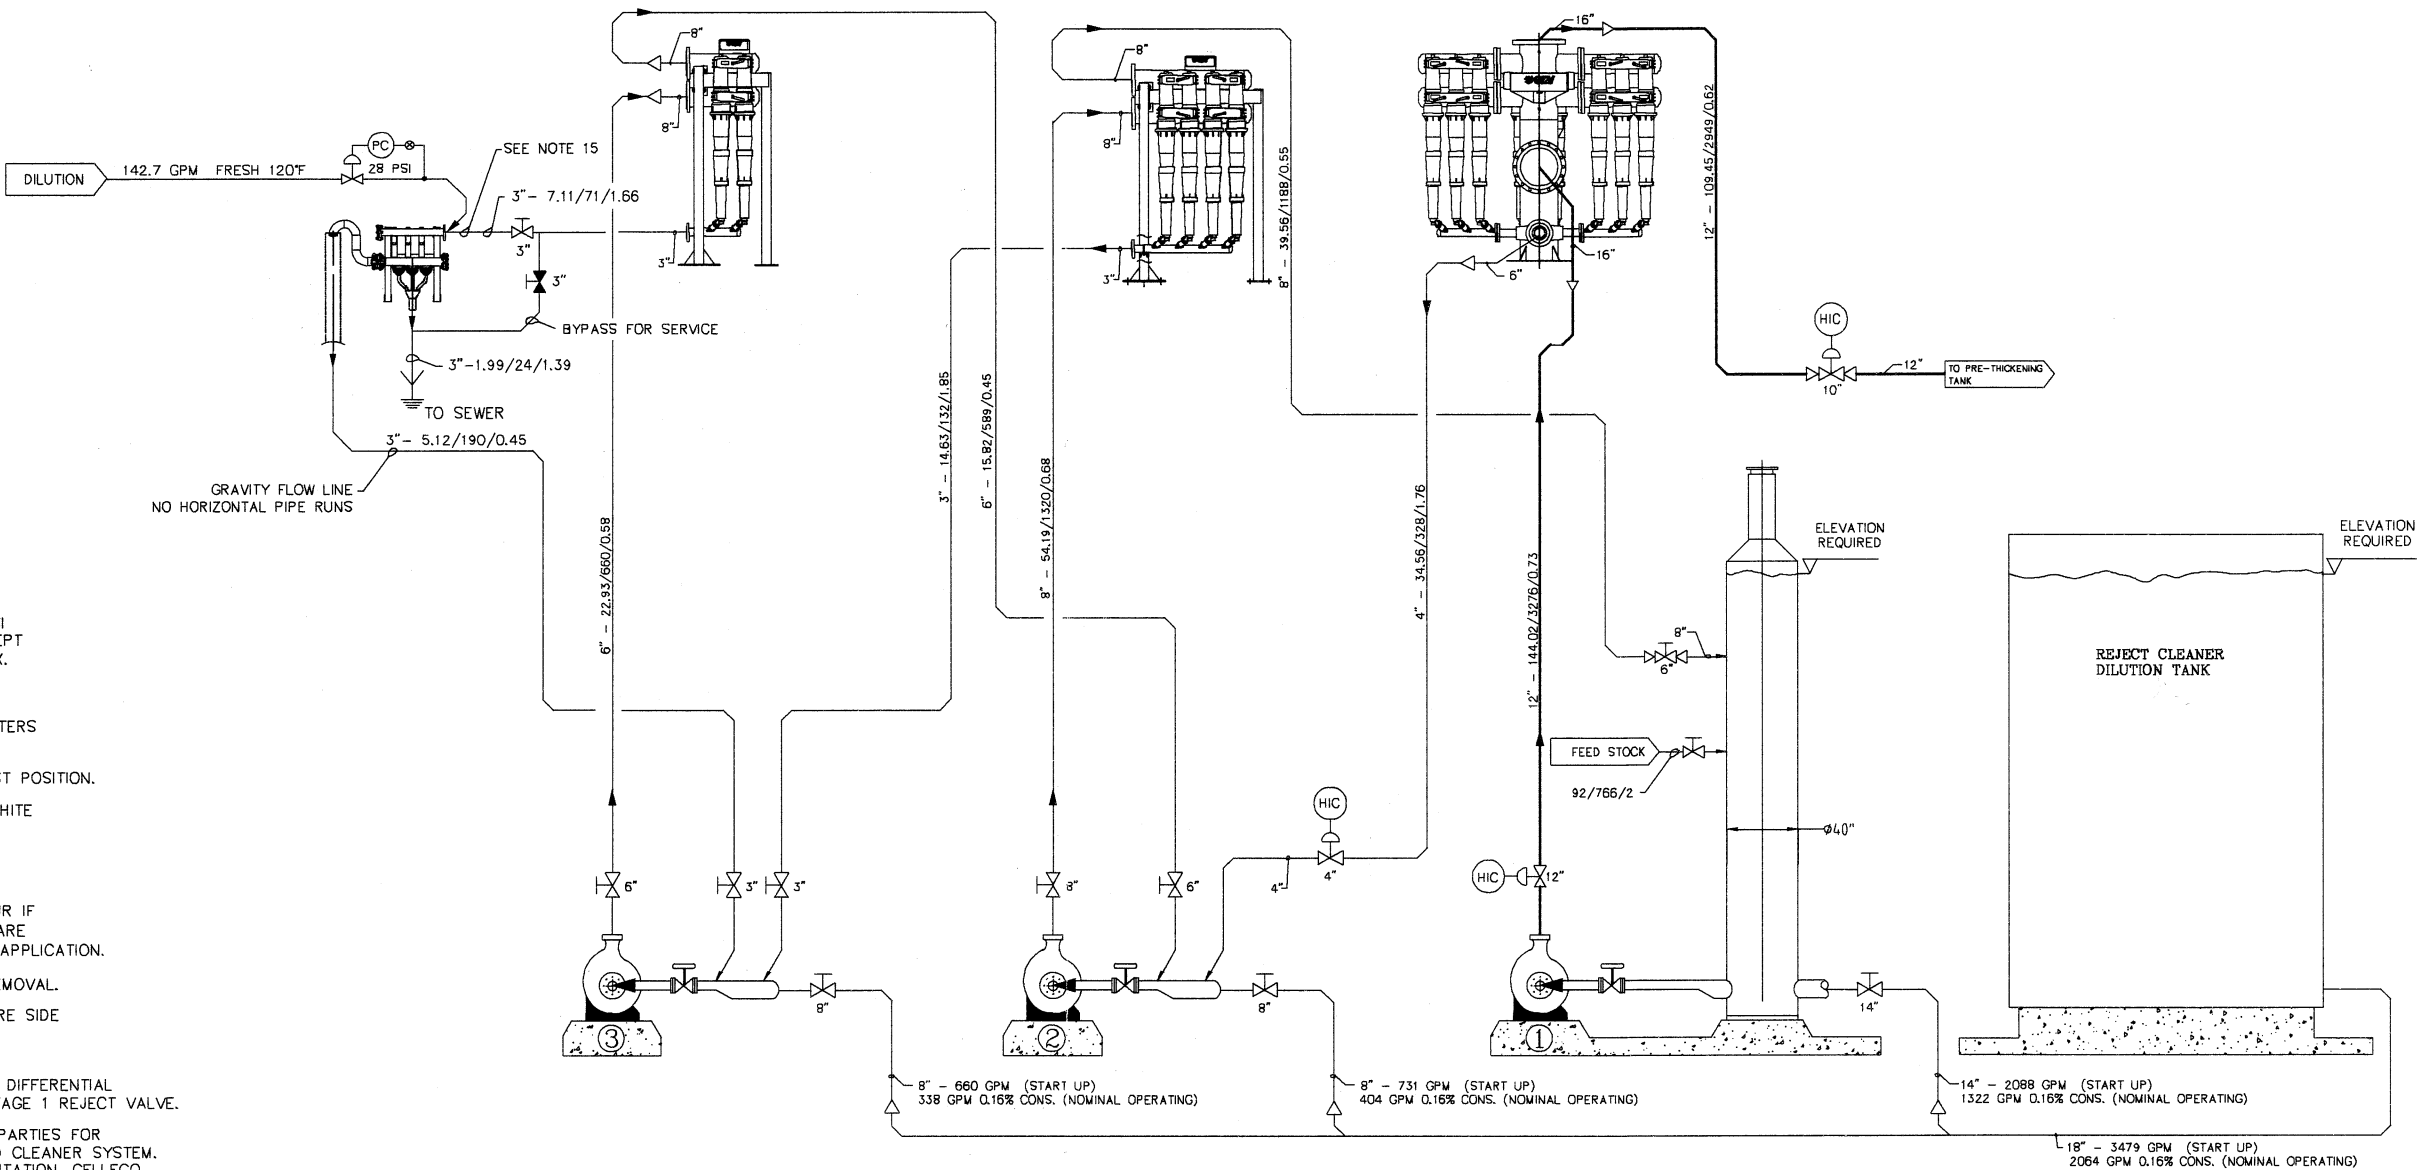 16"
8"
8"
8"
8"
DILUTION
142.7 GPM FRESH 120°F
PC
28 PSI
SEE NOTE 15
3"- 7.11/71/1.66
3"
3"
3"
3"
BYPASS FOR SERVICE
3"-1.99/24/1.39
TO SEWER
3"- 5.12/190/0.45
GRAVITY FLOW LINE
NO HORIZONTAL PIPE RUNS
6" - 22.93/660/0.58
3" - 14.63/132/1.85
6" - 15.82/589/0.45
8" - 54.19/1320/0.68
8" - 39.56/1188/0.55
4" - 34.56/328/1.76
12" - 144.02/3276/0.73
12" - 109.45/2949/0.62
6"
16"
HIC
10"
12"
TO PRE-THICKENING
TANK
ELEVATION
REQUIRED
ELEVATION
REQUIRED
REJECT CLEANER
DILUTION TANK
8"
6"
FEED STOCK
92/766/2
ø40"
HIC
4"
4"
HIC
12"
6"
3"
3"
8"
6"
8"
8"
14"
3
2
1
8" - 660 GPM (START UP)
338 GPM 0.16% CONS. (NOMINAL OPERATING)
8" - 731 GPM (START UP)
404 GPM 0.16% CONS. (NOMINAL OPERATING)
14" - 2088 GPM (START UP)
1322 GPM 0.16% CONS. (NOMINAL OPERATING)
18" - 3479 GPM (START UP)
2064 GPM 0.16% CONS. (NOMINAL OPERATING)
EPT
X.
TERS
ST POSITION.
HITE
R IF
ARE
APPLICATION.
EMOVAL.
RE SIDE
DIFFERENTIAL
AGE 1 REJECT VALVE.
PARTIES FOR
CLEANER SYSTEM.